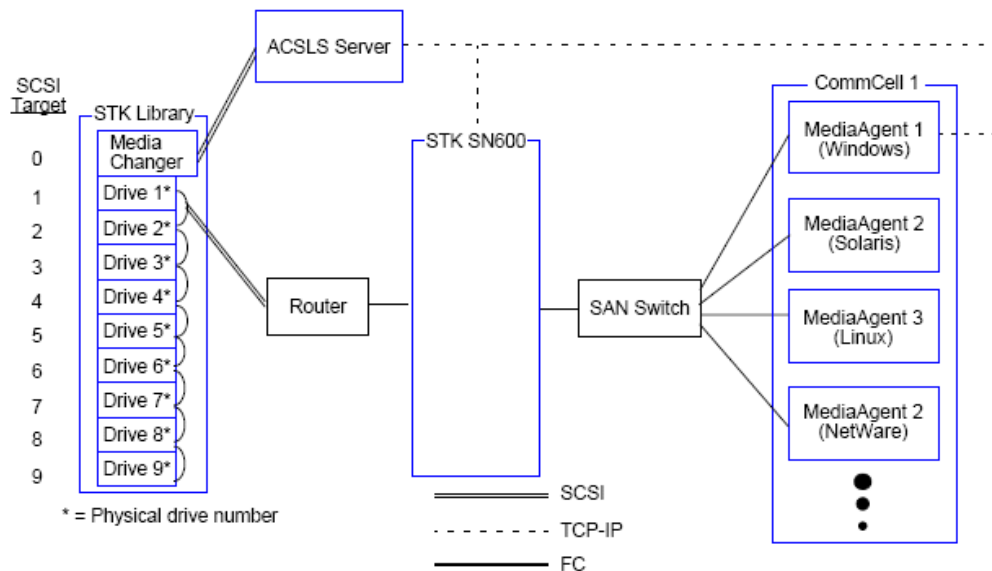 ACSLS Server
SCSI
Target
STK Library
CommCell 1
Media
Changer
0
Drive 1*
1
Drive 2*
2
Drive 3*
3
Drive 4*
4
Drive 5*
5
Drive 6*
6
Drive 7*
7
Drive 8*
8
Drive 9*
9
* = Physical drive number
Router
STK SN600
SAN Switch
MediaAgent 1
(Windows)
MediaAgent 2
(Solaris)
MediaAgent 3
(Linux)
MediaAgent 2
(NetWare)
SCSI
TCP-IP
FC